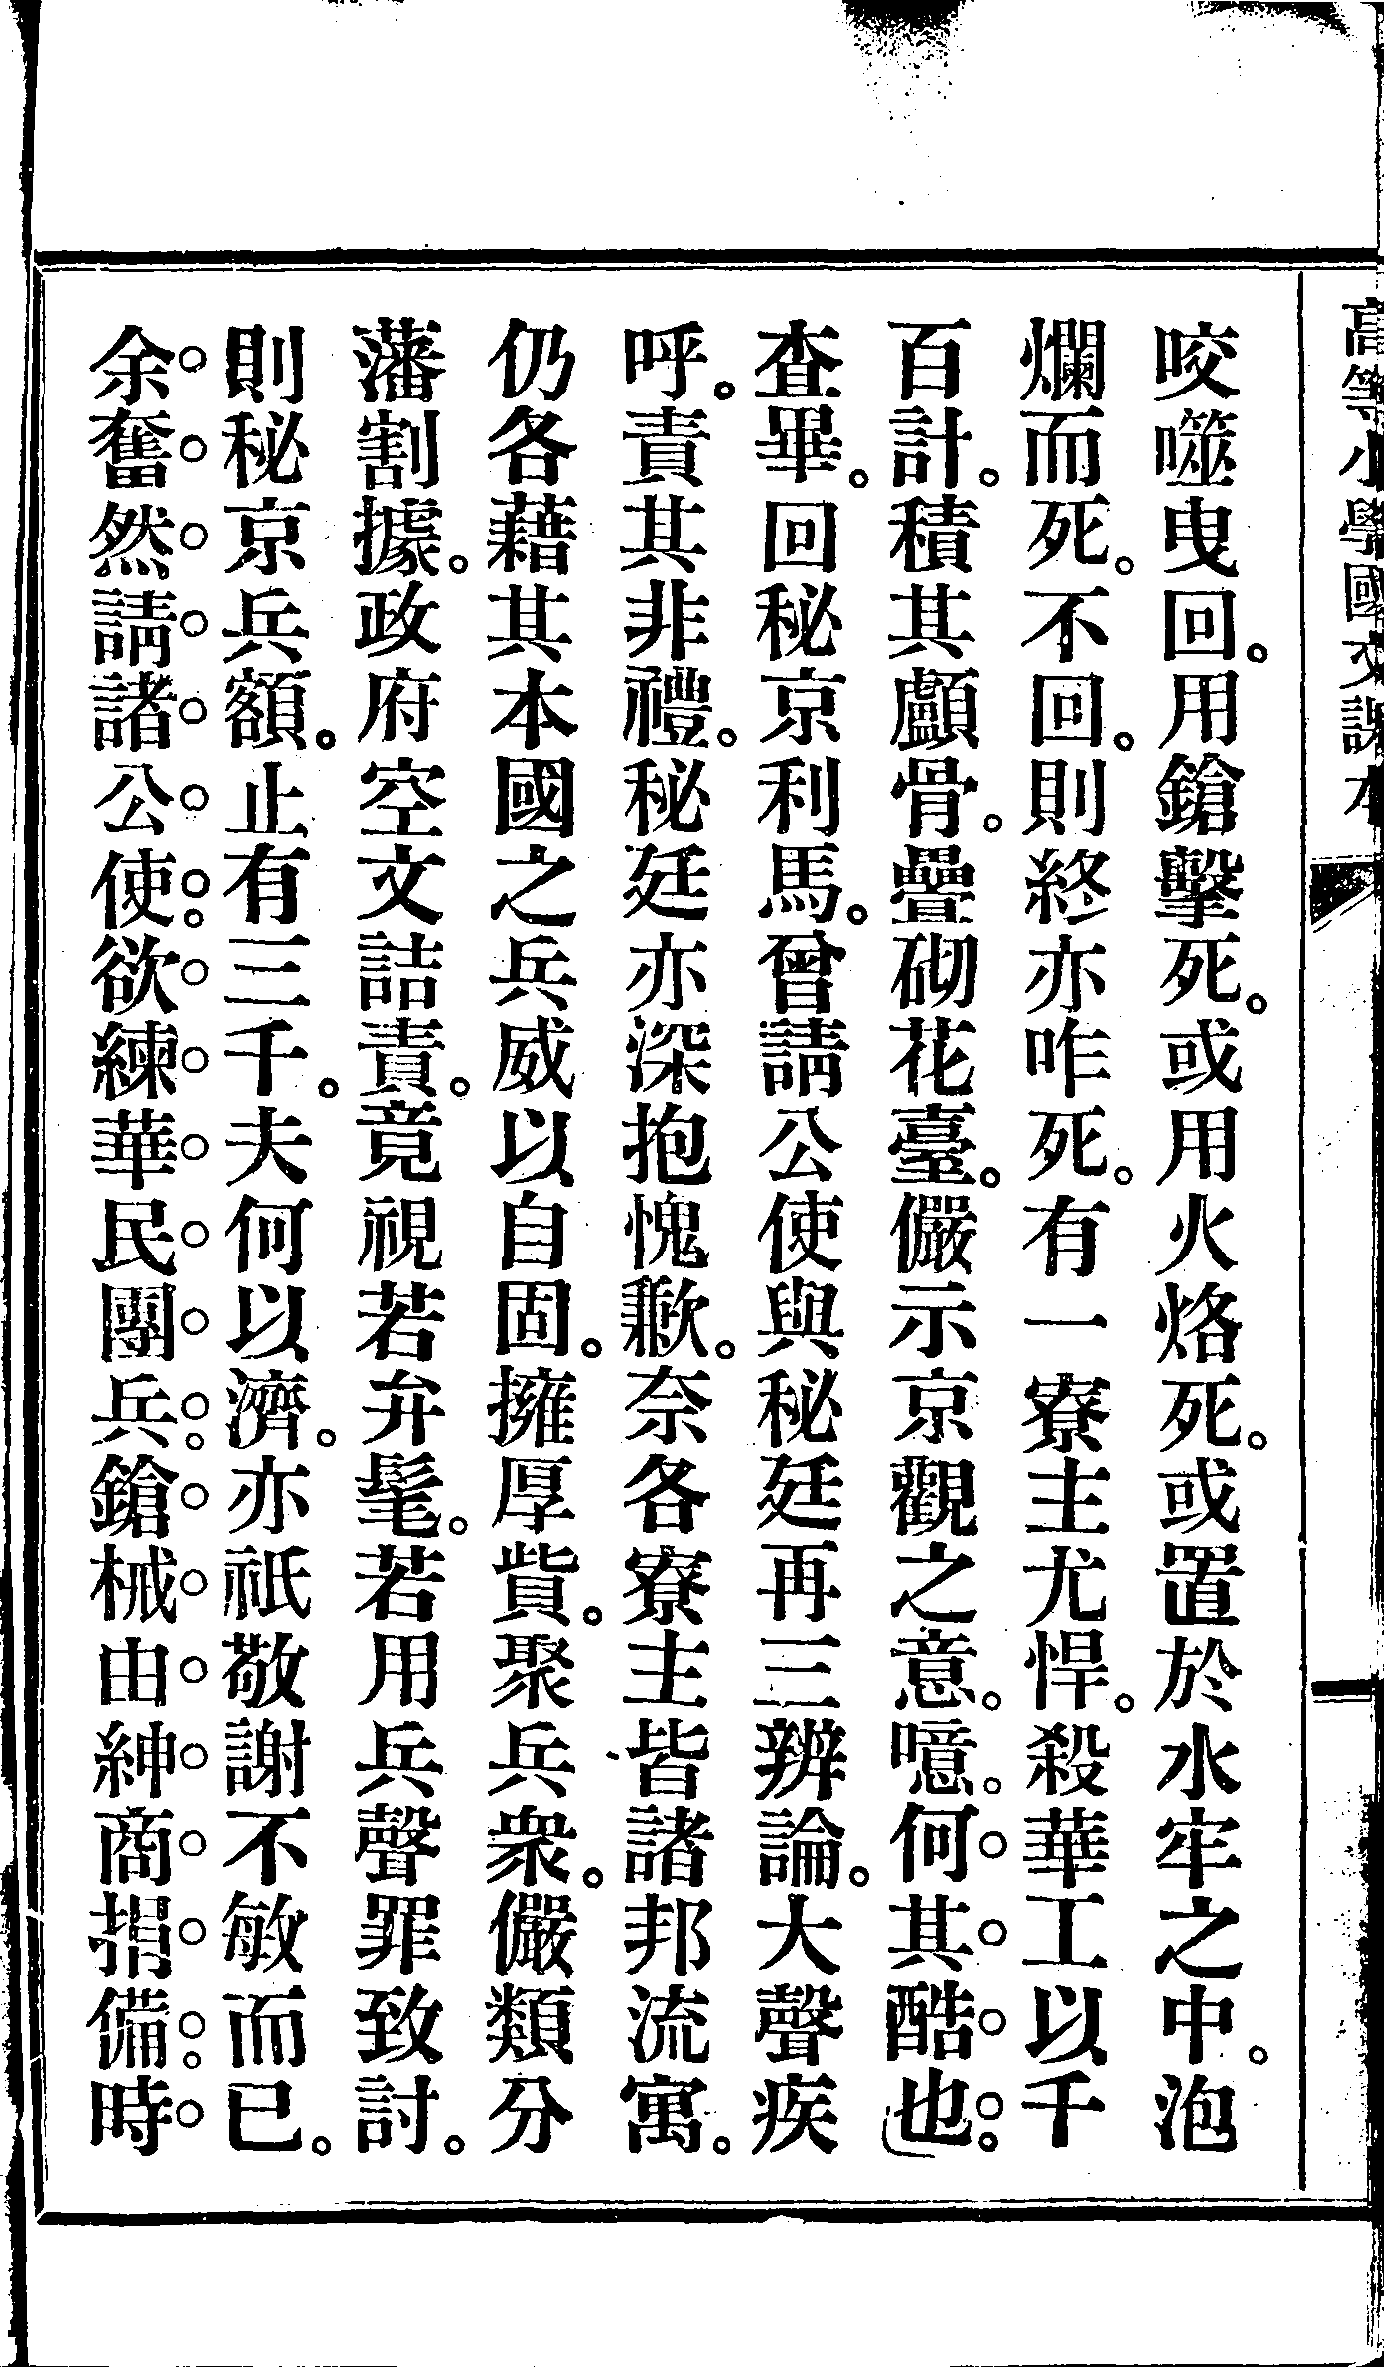 高等小學國文課本
咬噬曳回。用鎗擊死。或用火烙死。或置於水牢之中。泡
爛而死。不回。則終亦咋死。有一寮主尤悍。殺華工以千
百計。積其顱骨。疊砌花臺。儼示京觀之意。噫。何其酷也。
查畢。回秘京利馬。曾請公使與秘廷再三辨論。大聲疾
呼。責其非禮。秘廷亦深抱愧歉。奈各寮主皆諸邦流寓。
仍各藉其本國之兵威以自固。擁厚貲。聚兵衆。儼類分
藩割據。政府空文詰責。竟視若弁髦。若用兵聲罪致討。
則秘京兵額。止有三千。夫何以濟。亦祇敬謝不敏而已。
余奮然請諸公使。欲練華民團兵。鎗械由紳商捐備。時